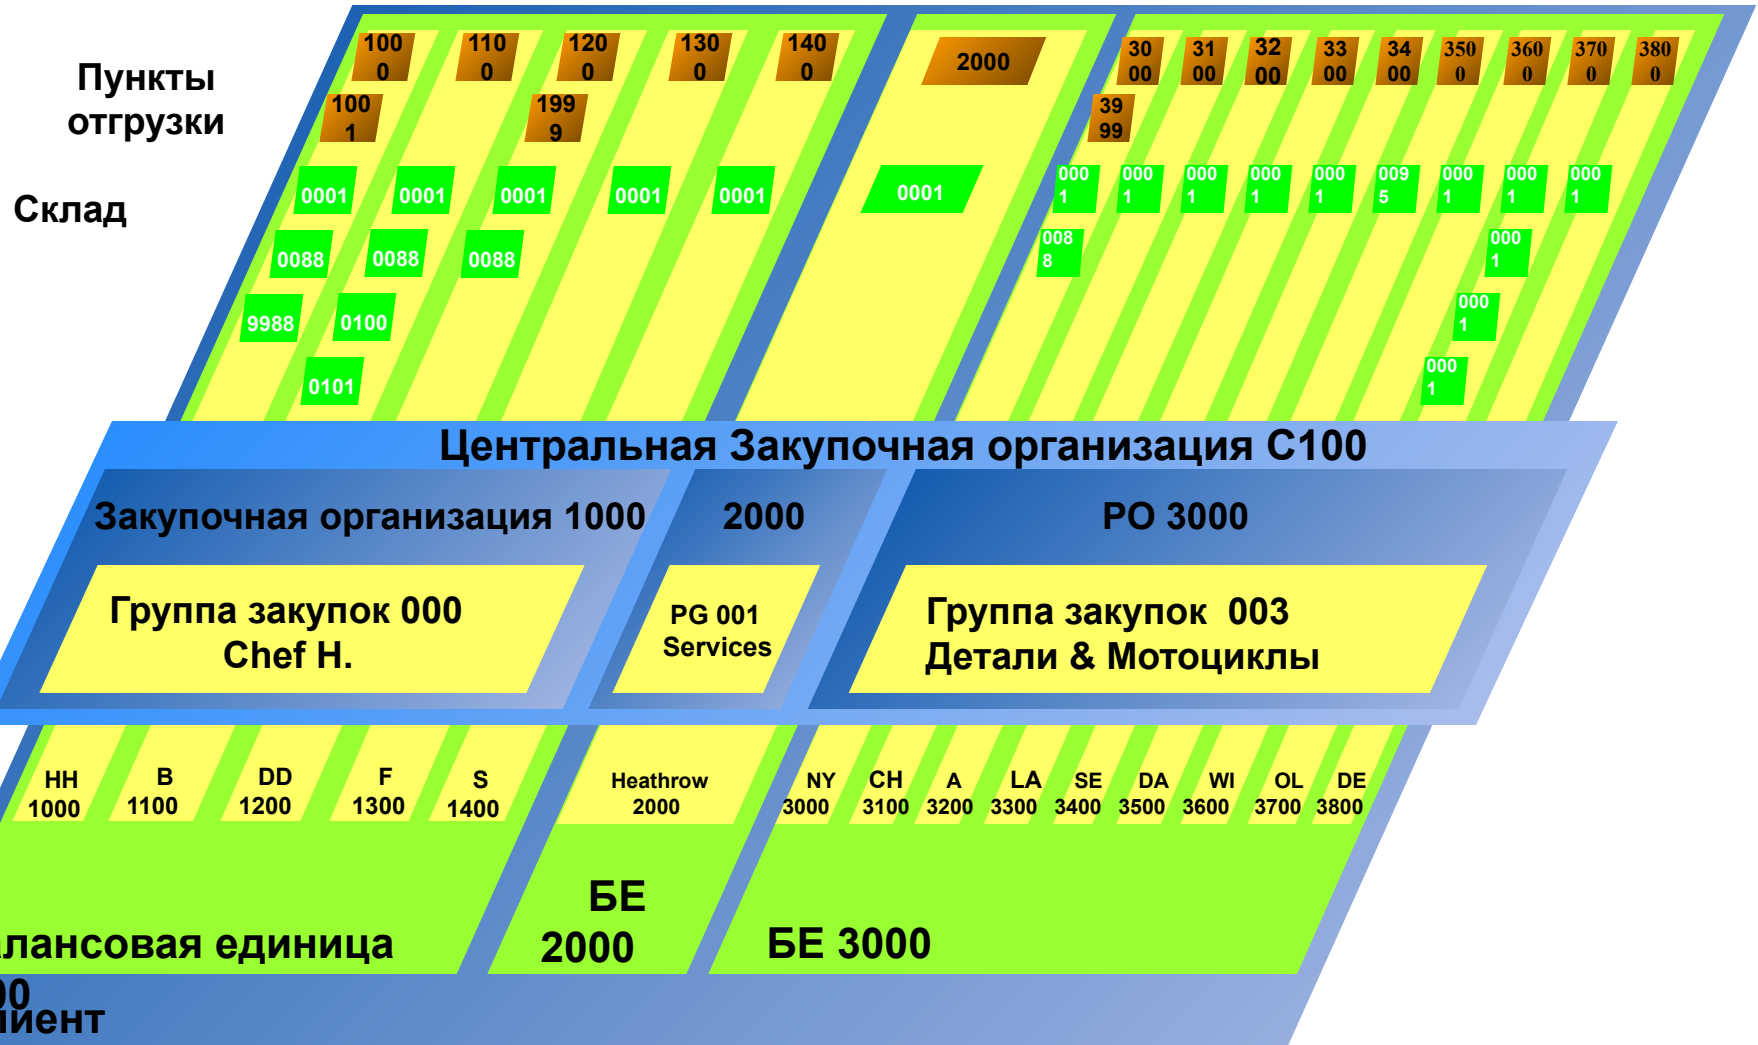 Пункты
отгрузки
100
0
110
0
120
0
130
0
140
0
2000
30
00
31
00
32
00
33
00
34
00
350
0
360
0
370
0
380
0
100
1
199
9
39
99
Склад
0001
0001
0001
0001
0001
0001
000
1
000
1
000
1
000
1
000
1
009
5
000
1
000
1
000
1
0088
0088
0088
008
8
000
1
9988
0100
000
1
0101
000
1
Центральная Закупочная организация C100
Закупочная организация 1000
2000
PO 3000
Группа закупок 000
Chef H.
PG 001
Services
Группа закупок 003
Детали & Мотоциклы
HH
1000
B
1100
DD
1200
F
1300
S
1400
Heathrow
2000
NY
3000
CH
3100
A
3200
LA
3300
SE
3400
DA
3500
WI
3600
OL
3700
DE
3800
алансовая единица
00
БЕ
2000
БЕ 3000
лиент